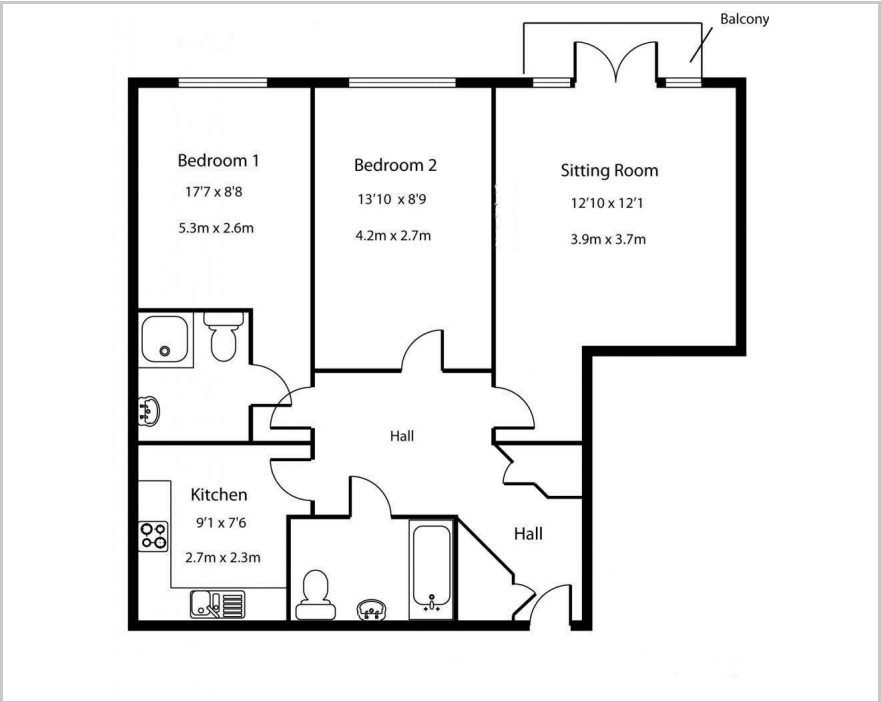 Balcony
Bedroom 1
17'7 x 8'8
5.3m x 2.6m
Bedroom 2
13'10 x 8'9
4.2m x 2.7m
Sitting Room
12'10 x 12'1
3.9m x 3.7m
Hall
Kitchen
9'1 x 7'6
2.7m x 2.3m
Hall